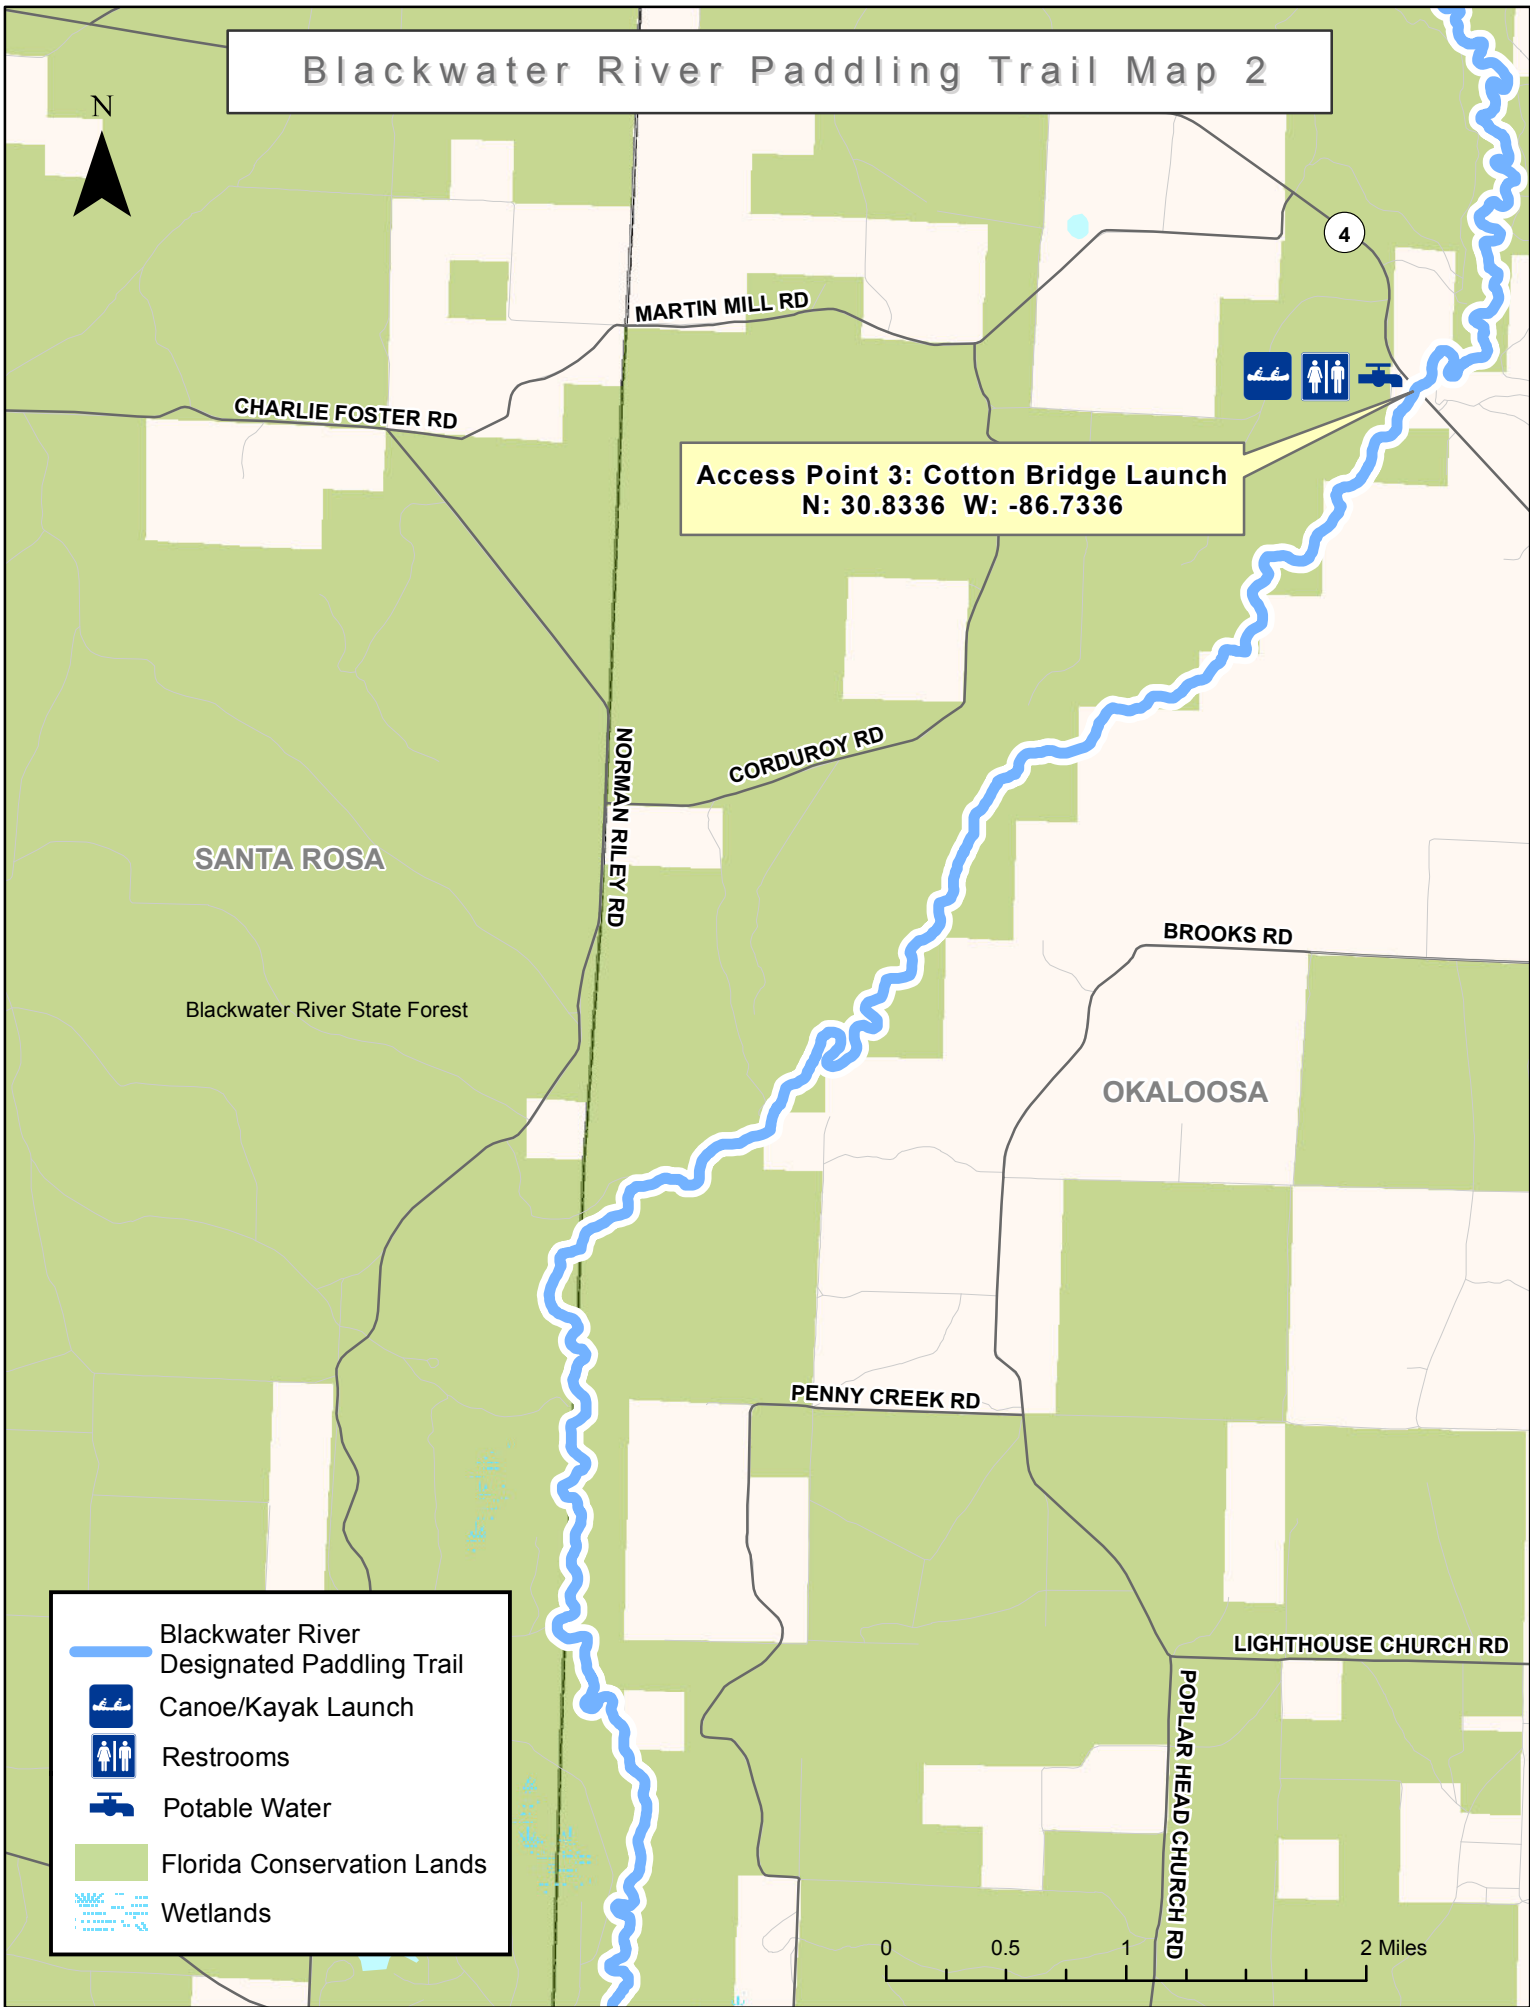 Blackwater River Paddling Trail Map 2
N
4
MARTIN MILL RD
CHARLIE FOSTER RD
Access Point 3: Cotton Bridge Launch
N: 30.8336 W: -86.7336
NORMAN RILEY RD
CORDUROY RD
SANTA ROSA
BROOKS RD
Blackwater River State Forest
OKALOOSA
PENNY CREEK RD
LIGHTHOUSE CHURCH RD
POPLAR HEAD CHURCH RD
Blackwater River
Designated Paddling Trail
Canoe/Kayak Launch
Restrooms
Potable Water
Florida Conservation Lands
Wetlands
0 0.5 1 2 Miles